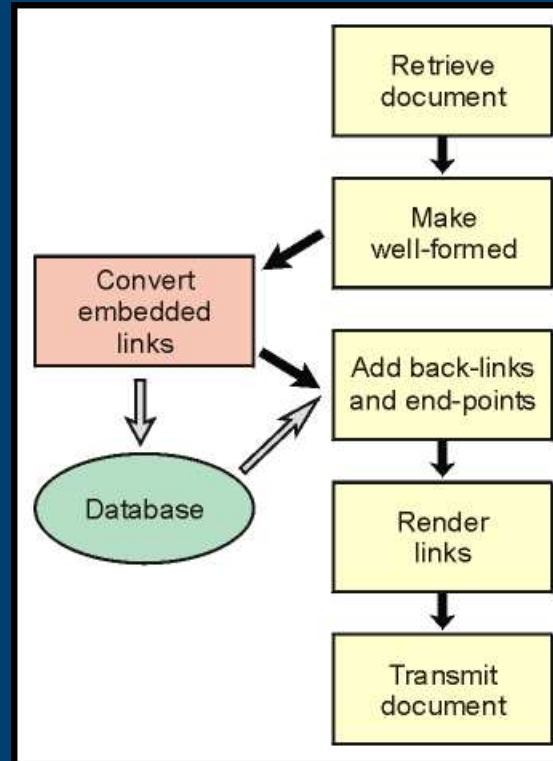 Retrieve
document
Make
well-formed
Convert
embedded
links
Add back-links
and end-points
Database
Render
links
Transmit
document